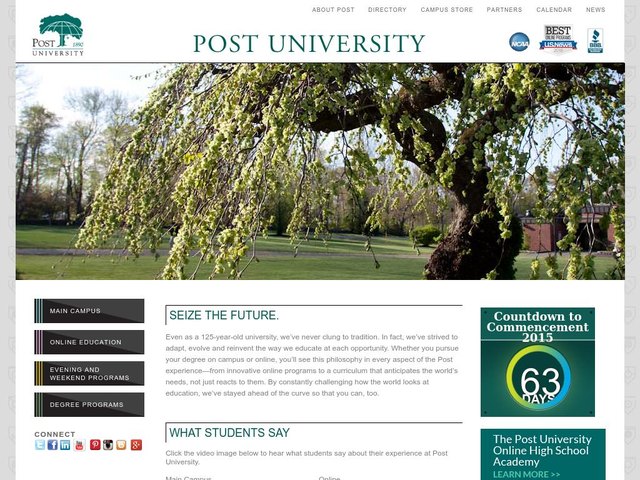 ABOUT POST DIRECTORY CAMPUS STORE PARTNERS CALENDAR NEWS
POST 1890
UNIVERSITY
POST UNIVERSITY
NCAA
BEST
ONLINE PROGRAMS
U.S.News
BBB
MAIN CAMPUS
ONLINE EDUCATION
EVENING AND
WEEKEND PROGRAMS
DEGREE PROGRAMS
CONNECT
SEIZE THE FUTURE.
Even as a 125-year-old university, we've never clung to tradition. In fact, we've strived to
adapt, evolve and reinvent the way we educate at each opportunity. Whether you pursue
your degree on campus or online, you'll see this philosophy in every aspect of the Post
experience—from innovative online programs to a curriculum that anticipates the world's
needs, not just reacts to them. By constantly challenging how the world looks at
education, we've stayed ahead of the curve so that you can, too.
WHAT STUDENTS SAY
Click the video image below to hear what students say about their experience at Post
University.
Main Campus Online
Countdown to
Commencement
2015
63
DAYS
The Post University
Online High School
Academy
LEARN MORE >>